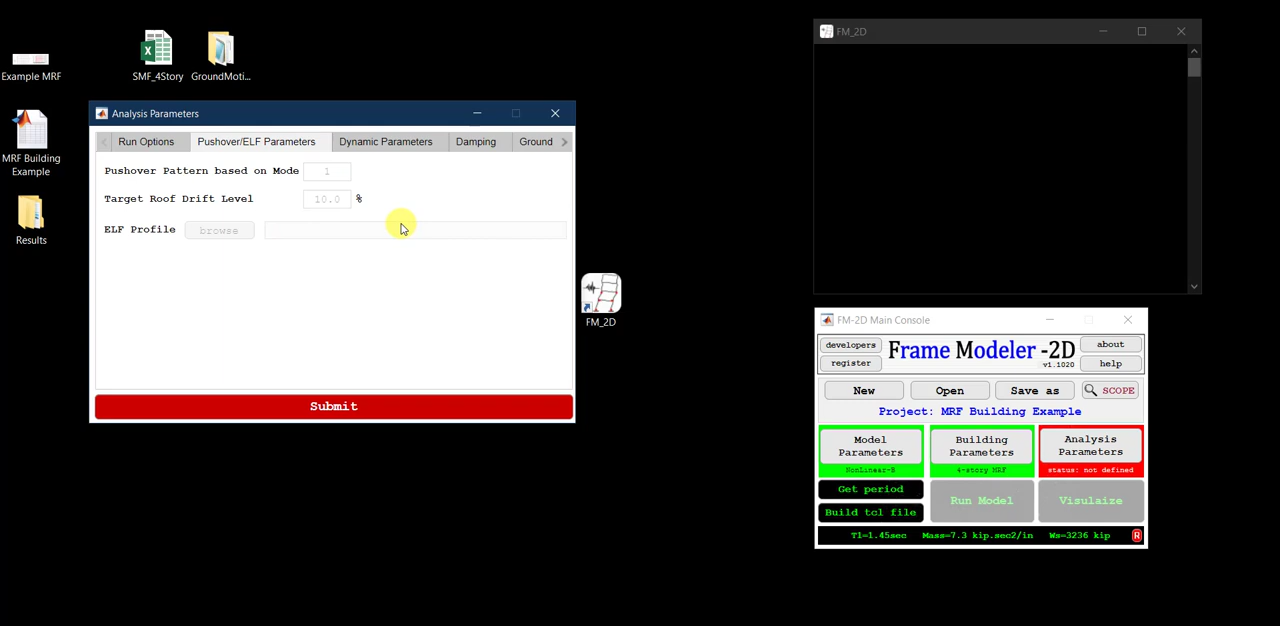 Example MRF
SMF_4Story
GroundMoti...
MRF Building
Example
Results
Analysis Parameters
Run Options
Pushover/ELF Parameters
Dynamic Parameters
Damping
Ground
Pushover Pattern based on Mode
1
Target Roof Drift Level
10.0
%
ELF Profile
browse
Submit
FM_2D
FM_2D
FM-2D Main Console
developers
register
Frame Modeler -2D
v1.1020
about
help
New
Open
Save as
SCOPE
Project: MRF Building Example
Model
Parameters
NonLinear-B
Building
Parameters
4-story MRF
Analysis
Parameters
status: not defined
Get period
Build tcl file
Run Model
Visulaize
T1=1.45sec
Mass=7.3 kip.sec2/in
Ws=3236 kip
R